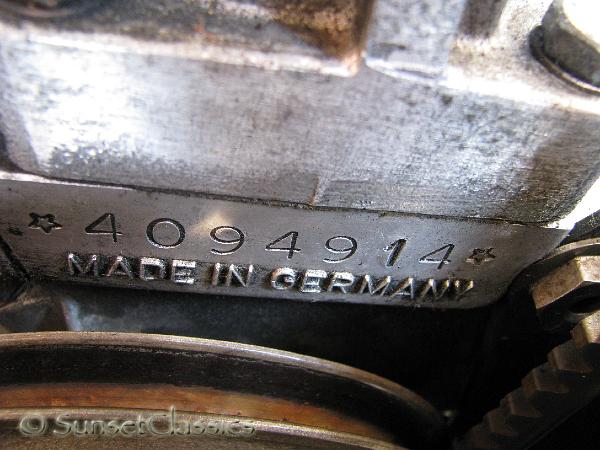 ☆4094914☆
MADE IN GERMANY
© SunsetClassics